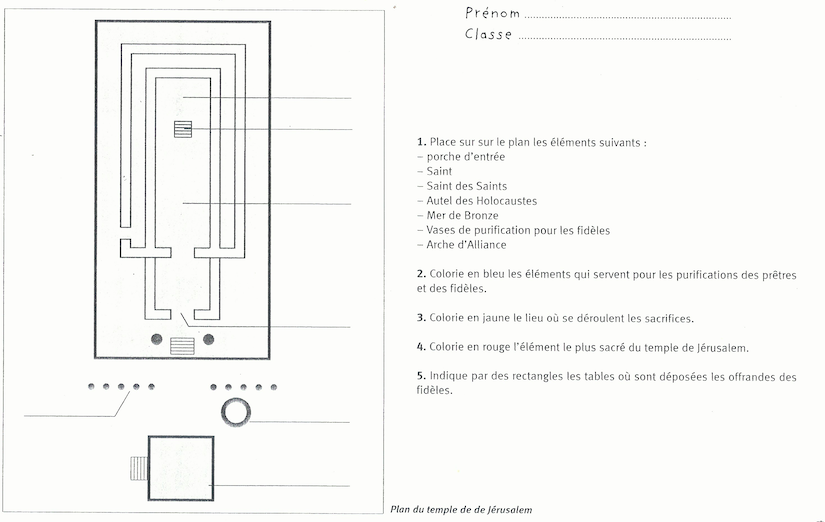 Prénom
Classe
1. Place sur sur le plan les éléments suivants :
– porche d'entrée
– Saint
– Saint des Saints
– Autel des Holocaustes
– Mer de Bronze
– Vases de purification pour les fidèles
– Arche d'Alliance
2. Colorie en bleu les éléments qui servent pour les purifications des prêtres
et des fidèles.
3. Colorie en jaune le lieu où se déroulent les sacrifices.
4. Colorie en rouge l'élément le plus sacré du temple de Jérusalem.
5. Indique par des rectangles les tables où sont déposées les offrandes des
fidèles.
Plan du temple de de Jérusalem